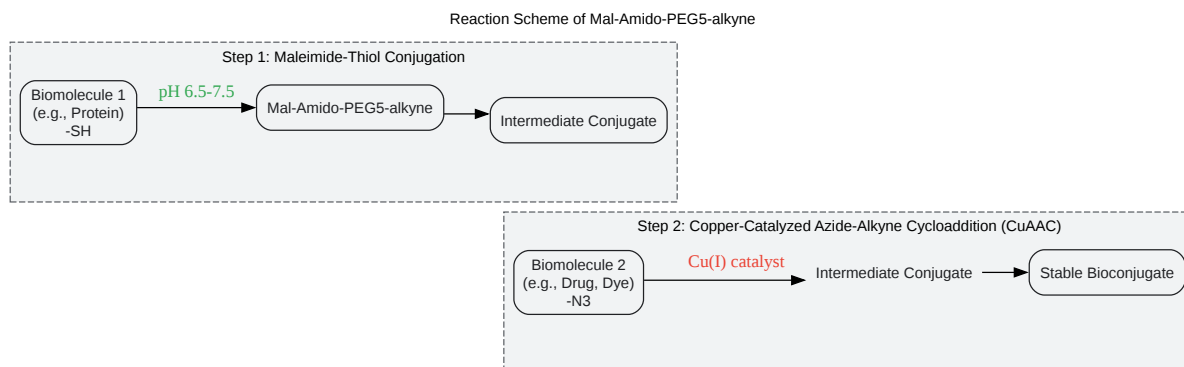 Reaction Scheme of Mal-Amido-PEG5-alkyne
Step 1: Maleimide-Thiol Conjugation
Biomolecule 1
(e.g., Protein)
-SH
pH 6.5-7.5
Mal-Amido-PEG5-alkyne
Intermediate Conjugate
Step 2: Copper-Catalyzed Azide-Alkyne Cycloaddition (CuAAC)
Biomolecule 2
(e.g., Drug, Dye)
-N3
Cu(I) catalyst
Intermediate Conjugate
Stable Bioconjugate